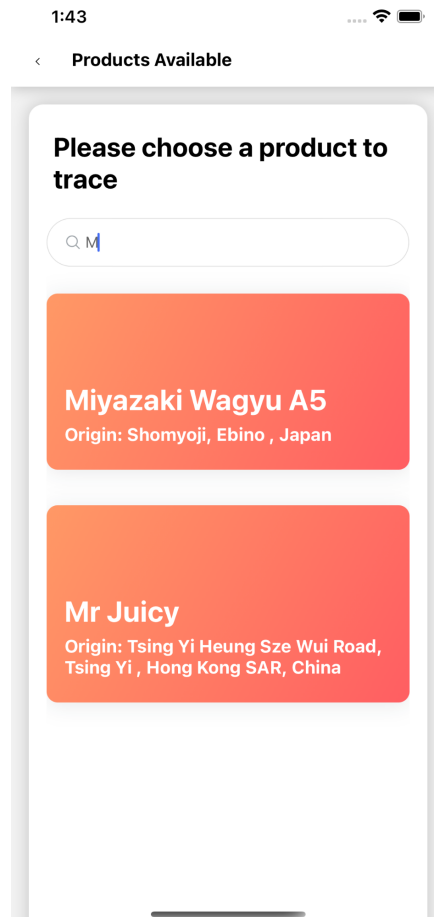 1:43
Products Available
Please choose a product to
trace
M
Miyazaki Wagyu A5
Origin: Shomyoji, Ebino , Japan
Mr Juicy
Origin: Tsing Yi Heung Sze Wui Road,
Tsing Yi , Hong Kong SAR, China